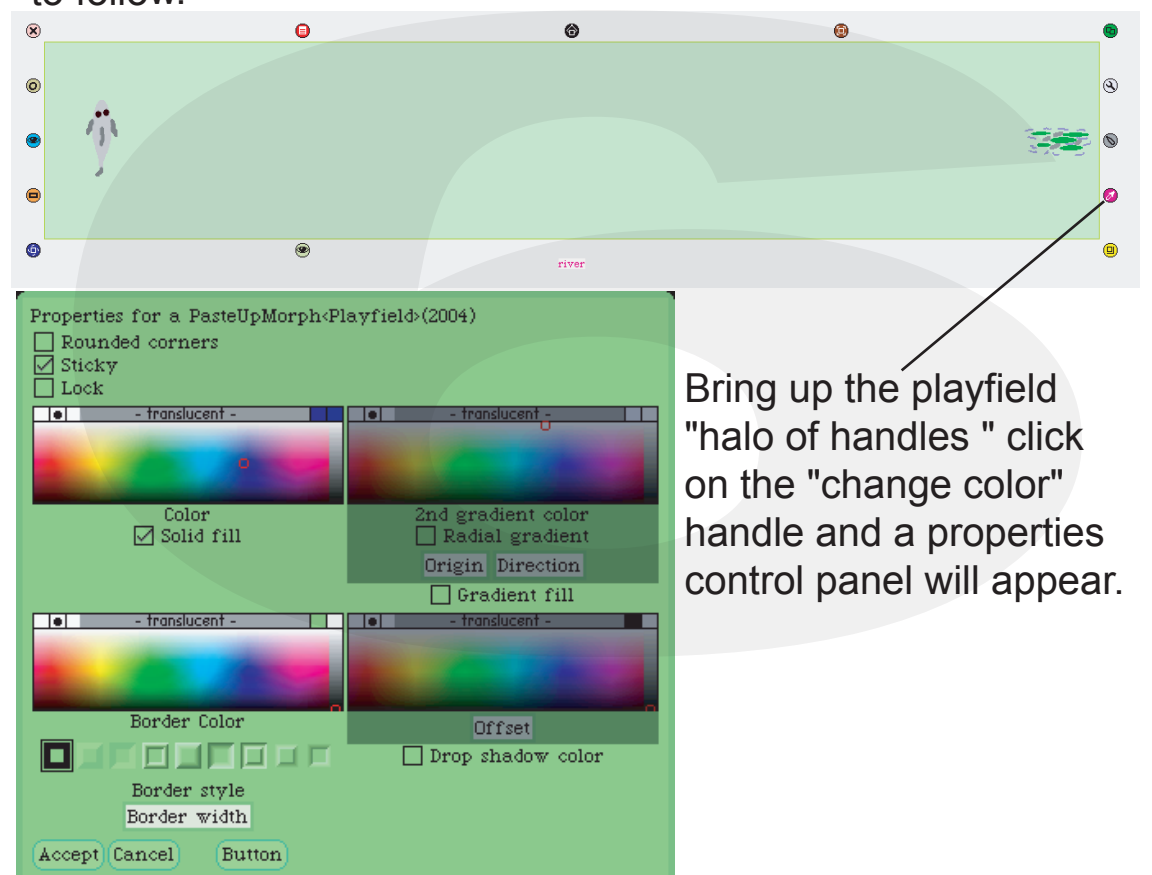 to follow.
river
Properties for a PasteUpMorph<Playfield>(2004)
Rounded corners
Sticky
Lock
- translucent -
- translucent -
Color
Solid fill
2nd gradient color
Radial gradient
Origin Direction
Gradient fill
- translucent -
- translucent -
Border Color
Offset
Drop shadow color
Border style
Border width
Accept Cancel Button
Bring up the playfield
"halo of handles " click
on the "change color"
handle and a properties
control panel will appear.